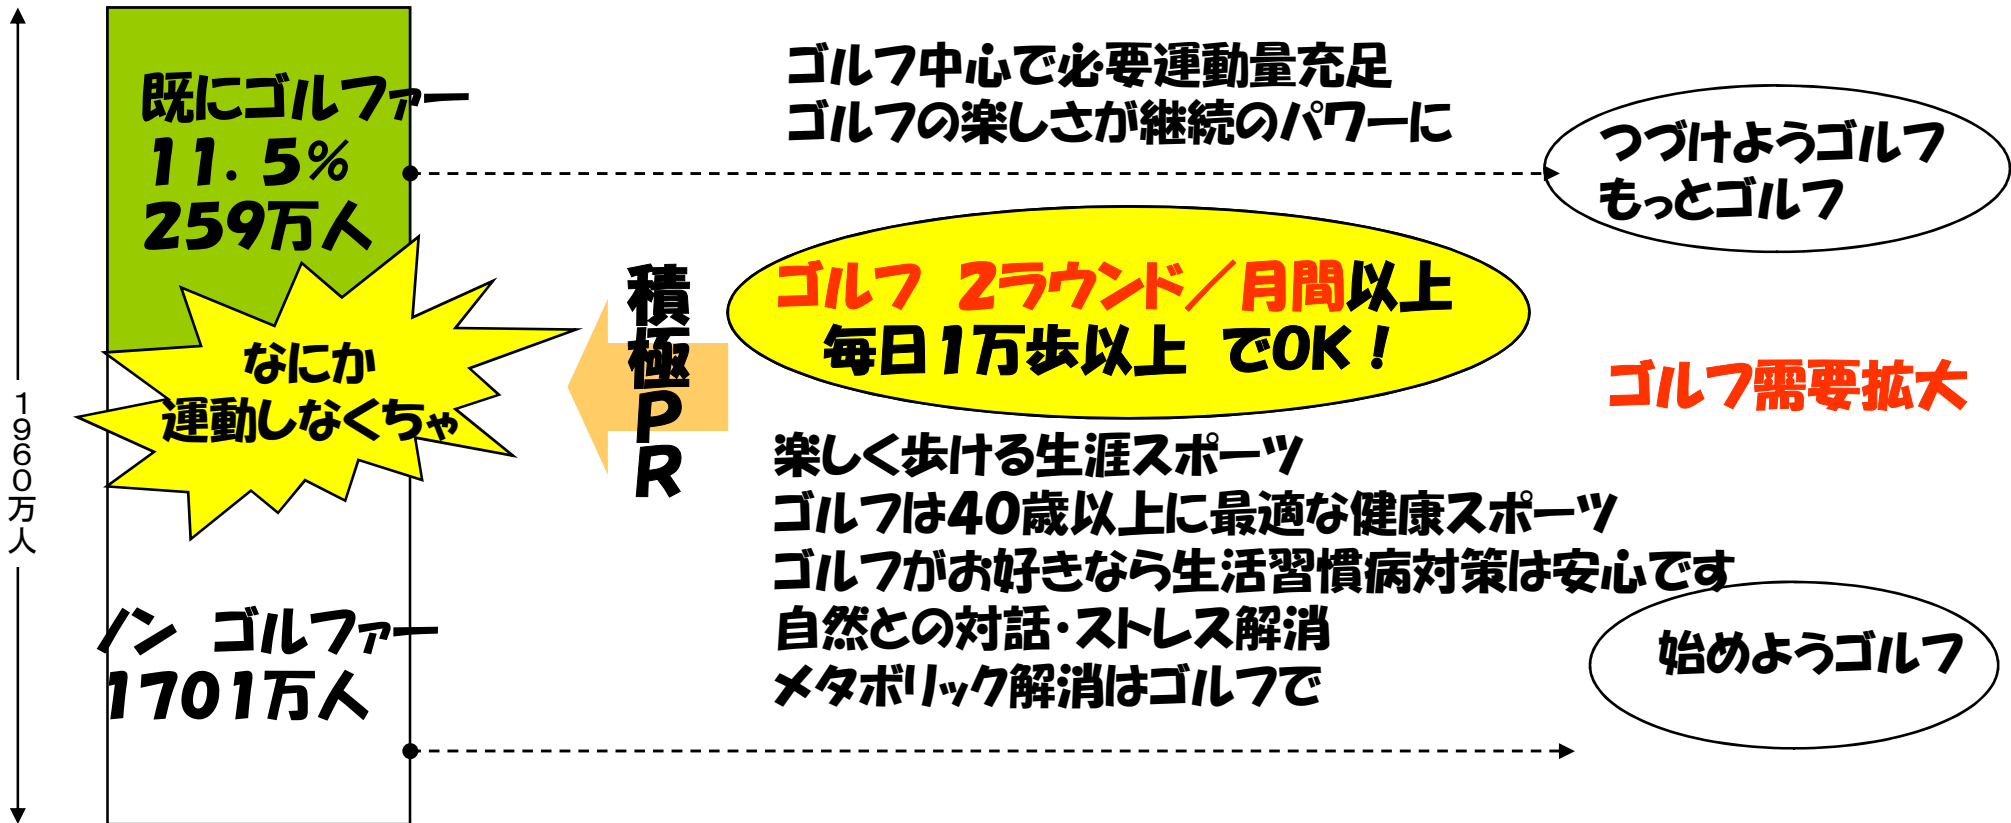 既にゴルファー
11．5％
259万人
なにか
運動しなくちゃ
ノン　ゴルファー
1701万人
1960万人
積極PR
ゴルフ中心で必要運動量充足
ゴルフの楽しさが継続のパワーに
ゴルフ　2ラウンド／月間以上
毎日1万歩以上　でOK！
楽しく歩ける生涯スポーツ
ゴルフは40歳以上に最適な健康スポーツ
ゴルフがお好きなら生活習慣病対策は安心です
自然との対話・ストレス解消
メタボリック解消はゴルフで
つづけようゴルフ
もっとゴルフ
ゴルフ需要拡大
始めようゴルフ